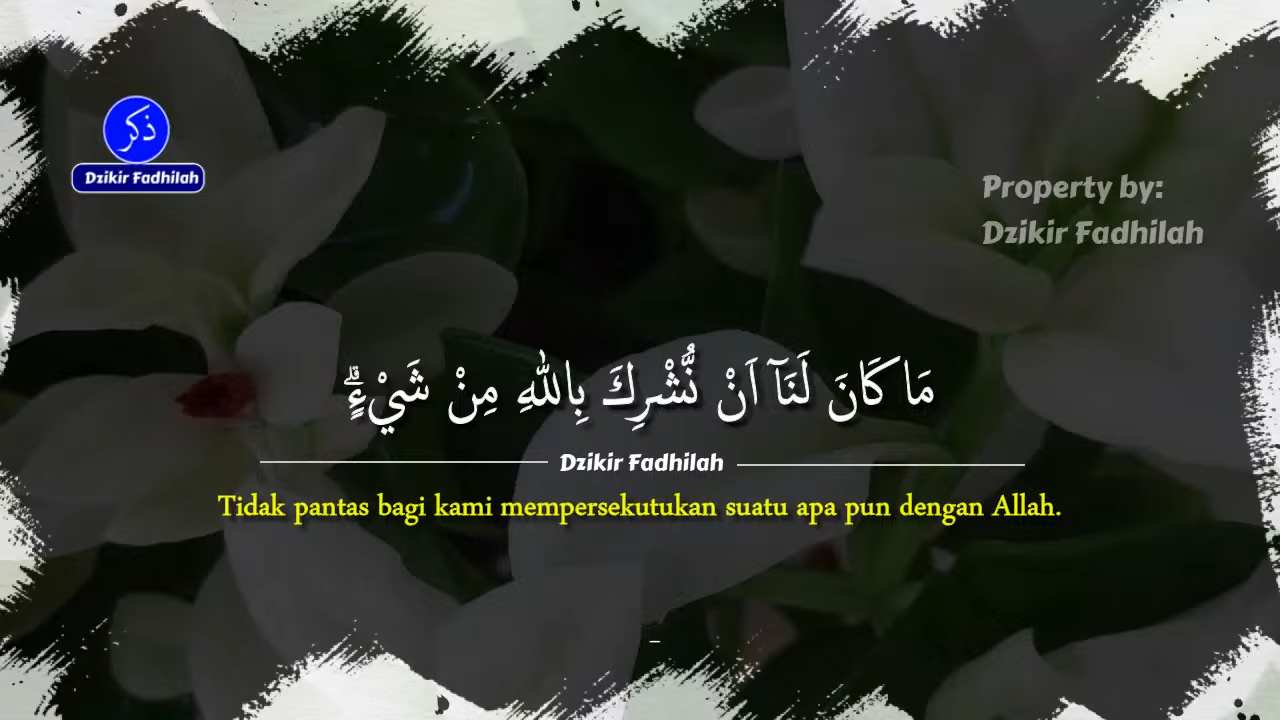 ذكر
Dzikir Fadhilah
Property by:
Dzikir Fadhilah
مَا كَانَ لَنَآ اَنْ نُّشْرِكَ بِاللّٰهِ مِنْ شَيْءٍۗ
Dzikir Fadhilah
Tidak pantas bagi kami mempersekutukan suatu apa pun dengan Allah.